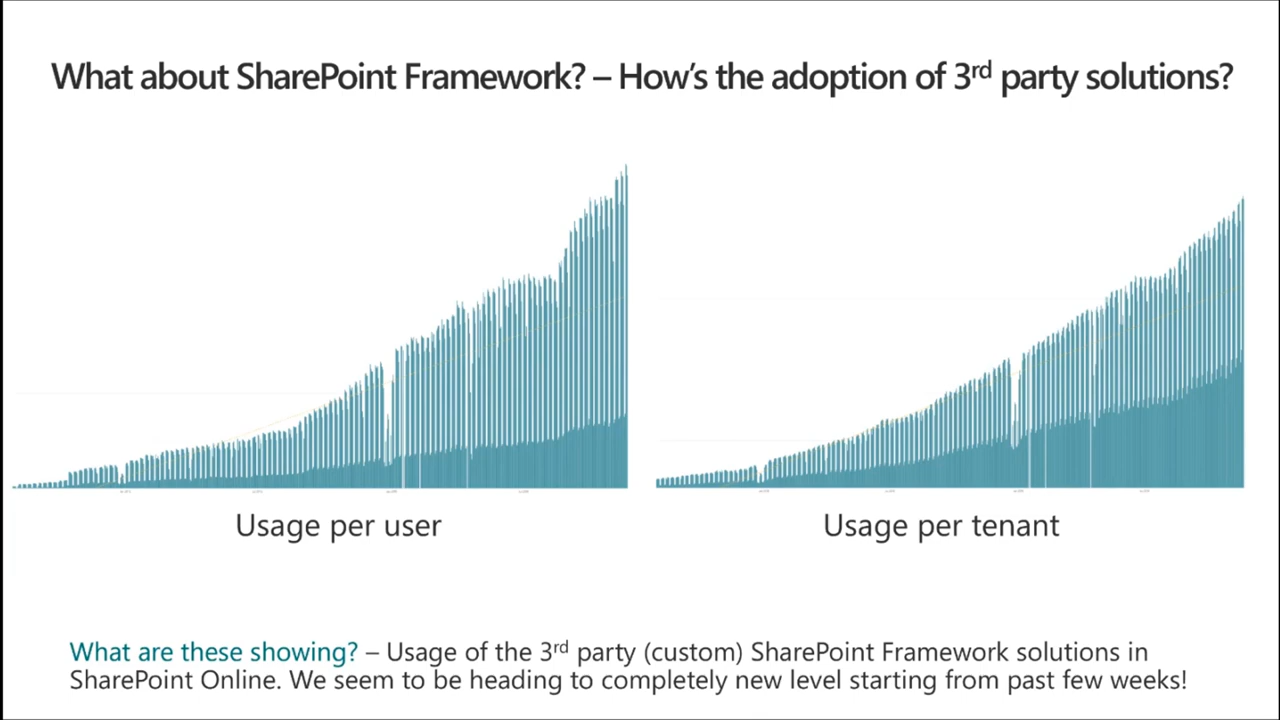 What about SharePoint Framework? – How's the adoption of 3rd party solutions?
Usage per user
Usage per tenant
What are these showing? – Usage of the 3rd party (custom) SharePoint Framework solutions in
SharePoint Online. We seem to be heading to completely new level starting from past few weeks!